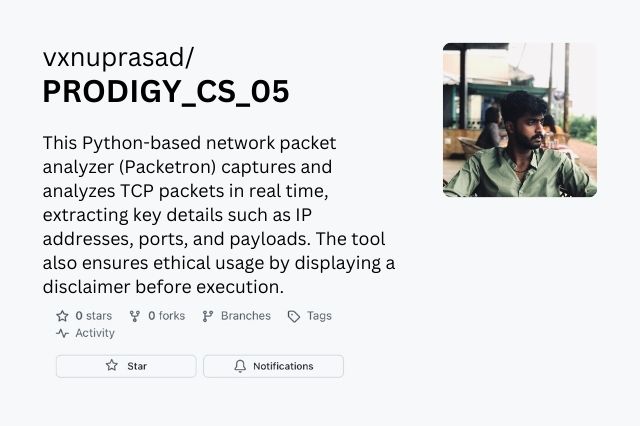 vxnuprasad/
PRODIGY_CS_05
This Python-based network packet
analyzer (Packetron) captures and
analyzes TCP packets in real time,
extracting key details such as IP
addresses, ports, and payloads. The tool
also ensures ethical usage by displaying a
disclaimer before execution.
0 stars 0 forks Branches Tags
Activity
Star Notifications